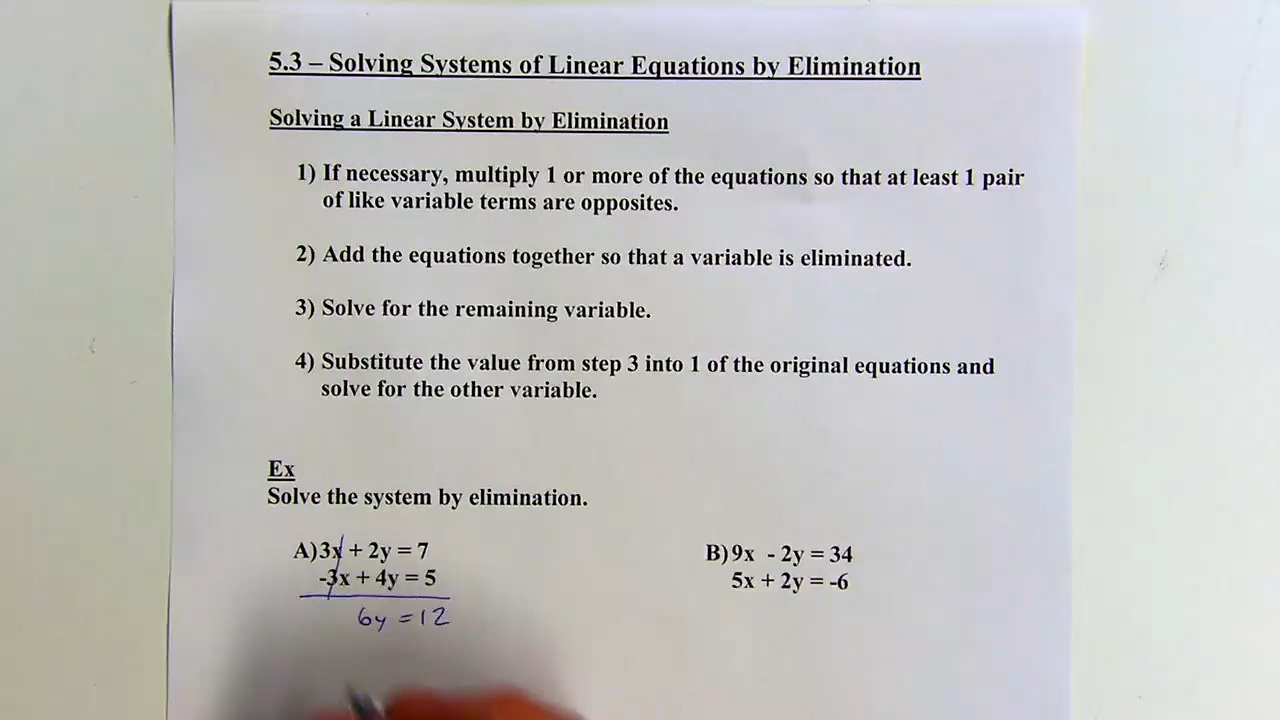 5.3 – Solving Systems of Linear Equations by Elimination
Solving a Linear System by Elimination
1) If necessary, multiply 1 or more of the equations so that at least 1 pair
of like variable terms are opposites.
2) Add the equations together so that a variable is eliminated.
3) Solve for the remaining variable.
4) Substitute the value from step 3 into 1 of the original equations and
solve for the other variable.
Ex
Solve the system by elimination.
A) 3x + 2y = 7
-3x + 4y = 5
6y = 12
B) 9x - 2y = 34
5x + 2y = -6